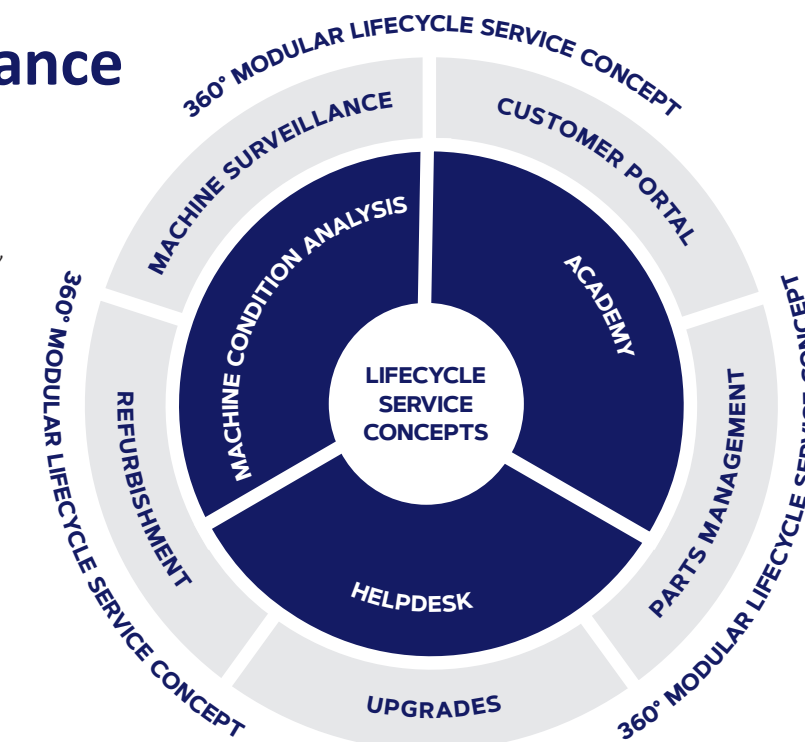 ance
,
360° MODULAR LIFECYCLE SERVICE CONCEPT
MACHINE SURVEILLANCE
CUSTOMER PORTAL
MACHINE CONDITION ANALYSIS
ACADEMY
360° MODULAR LIFECYCLE SERVICE CONCEPT
360° MODULAR LIFECYCLE SERVICE CONCEPT
LIFECYCLE
SERVICE
CONCEPTS
REFURBISHMENT
PARTS MANAGEMENT
HELPDESK
UPGRADES